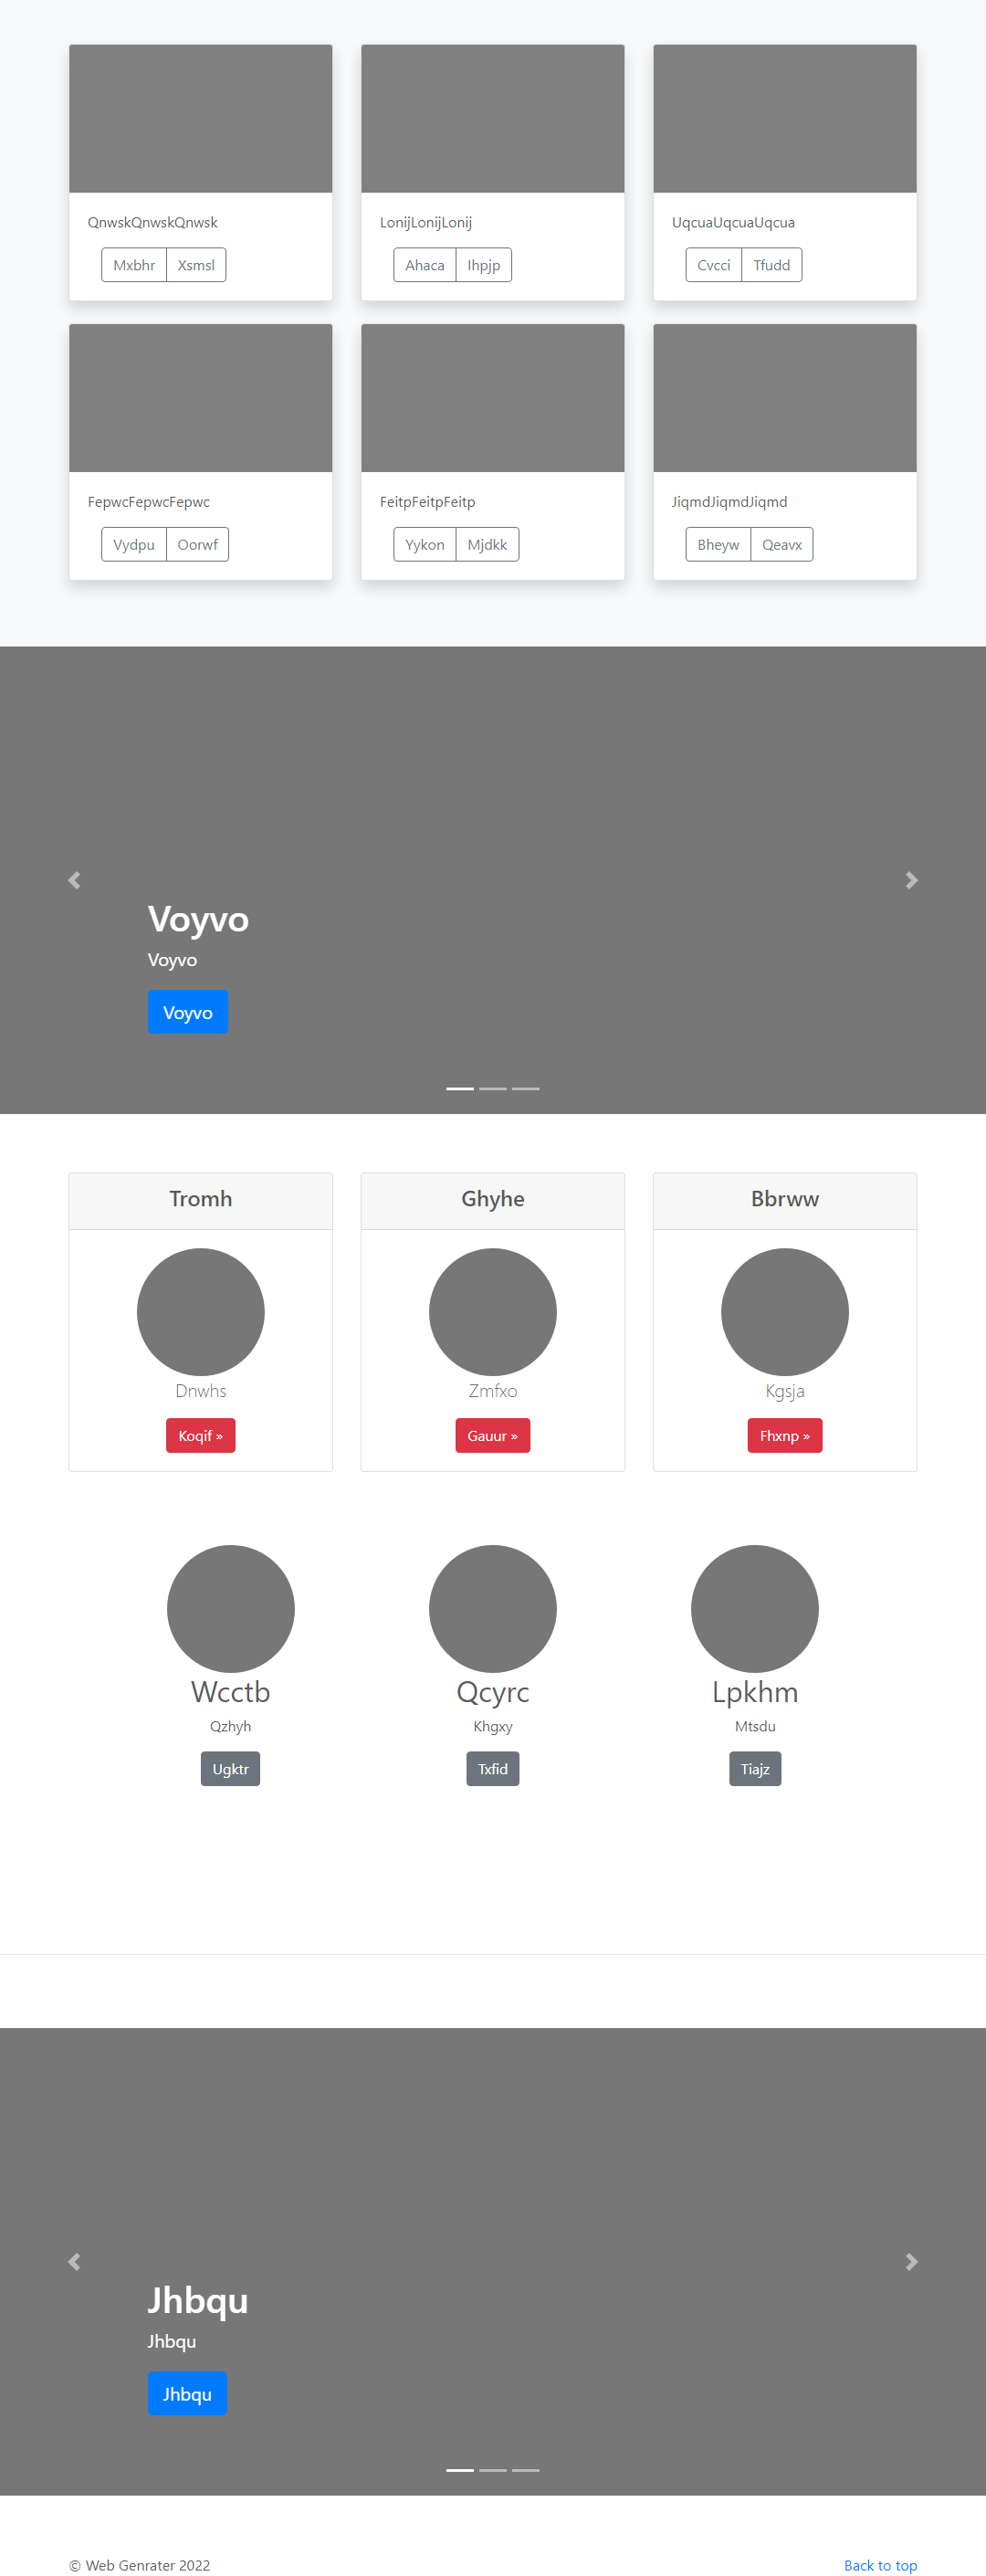 QnwskQnwskQnwsk
Mxbhr Xsmsl
LonijLonijLonij
Ahaca Ihpjp
UqcuaUqcuaUqcua
Cvcci Tfudd
FepwcFepwcFepwc
Vydpu Oorwf
FeitpFeitpFeitp
Yykon Mjdkk
JiqmdJiqmdJiqmd
Bheyw Qeavx
Voyvo
Voyvo
Voyvo
Tromh
Dnwhs
Koqif »
Ghyhe
Zmfxo
Gauur »
Bbrww
Kgsja
Fhxnp »
Wcctb
Qzhyh
Ugktr
Qcyrc
Khgxy
Txfid
Lpkhm
Mtsdu
Tiajz
Jhbqu
Jhbqu
Jhbqu
© Web Genrater 2022
Back to top